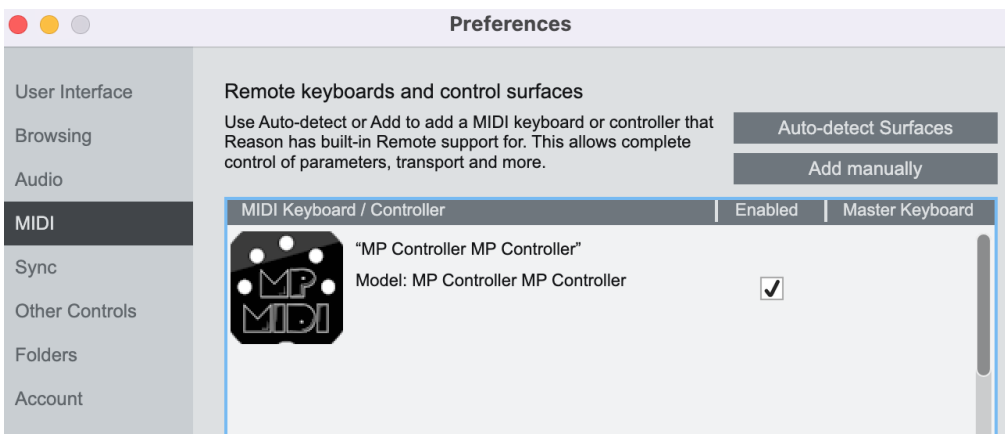 Preferences
User Interface
Browsing
Audio
MIDI
Sync
Other Controls
Folders
Account
Remote keyboards and control surfaces
Use Auto-detect or Add to add a MIDI keyboard or controller that
Reason has built-in Remote support for. This allows complete
control of parameters, transport and more.
Auto-detect Surfaces
Add manually
MIDI Keyboard / Controller
Enabled
Master Keyboard
MP
MIDI
“MP Controller MP Controller”
Model: MP Controller MP Controller